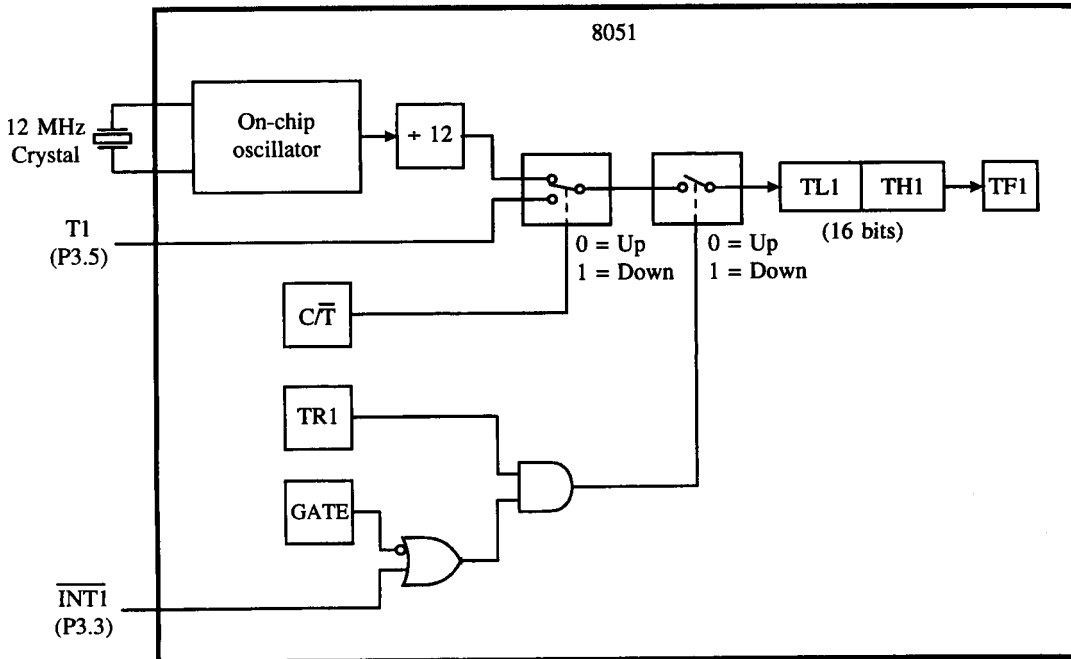 8051
12 MHz
Crystal
On-chip
oscillator
÷ 12
T1
(P3.5)
TL1
TH1
TF1
(16 bits)
0 = Up
1 = Down
0 = Up
1 = Down
C/T̅
TR1
GATE
I̅N̅T̅1̅
(P3.3)